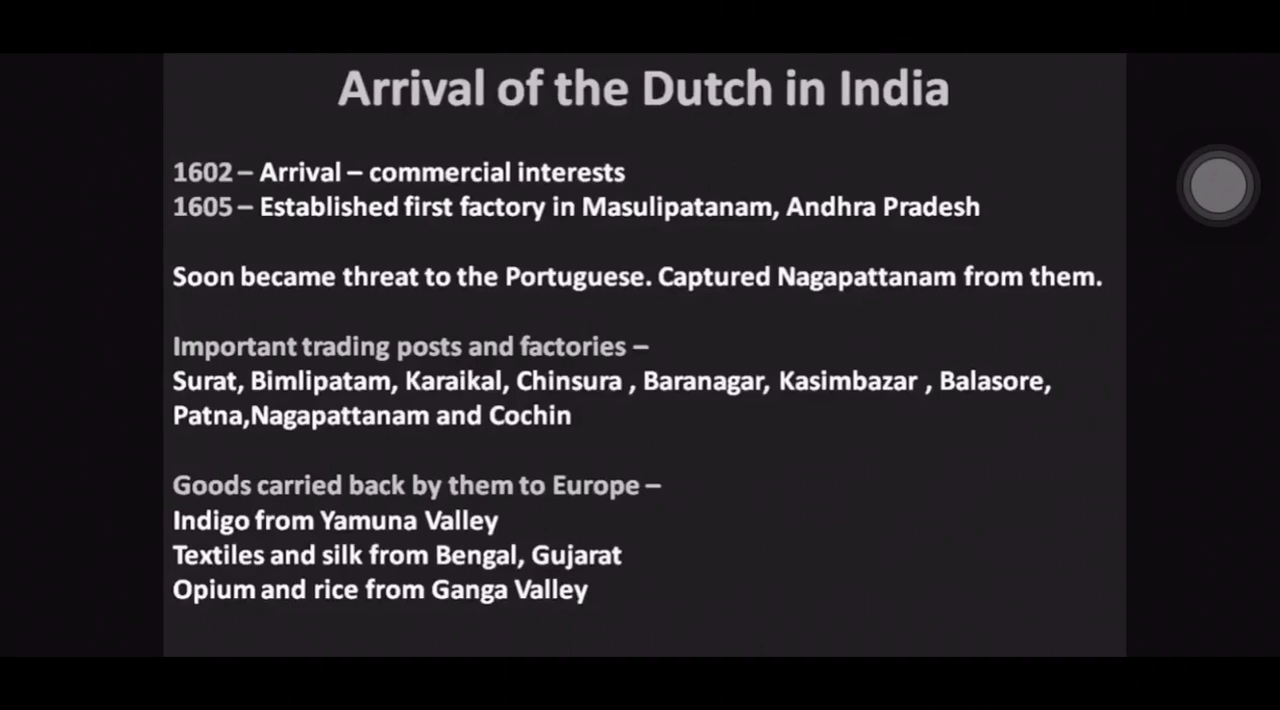 Arrival of the Dutch in India
1602 – Arrival – commercial interests
1605 – Established first factory in Masulipatanam, Andhra Pradesh
Soon became threat to the Portuguese. Captured Nagapattanam from them.
Important trading posts and factories –
Surat, Bimlipatam, Karaikal, Chinsura , Baranagar, Kasimbazar , Balasore,
Patna,Nagapattanam and Cochin
Goods carried back by them to Europe –
Indigo from Yamuna Valley
Textiles and silk from Bengal, Gujarat
Opium and rice from Ganga Valley